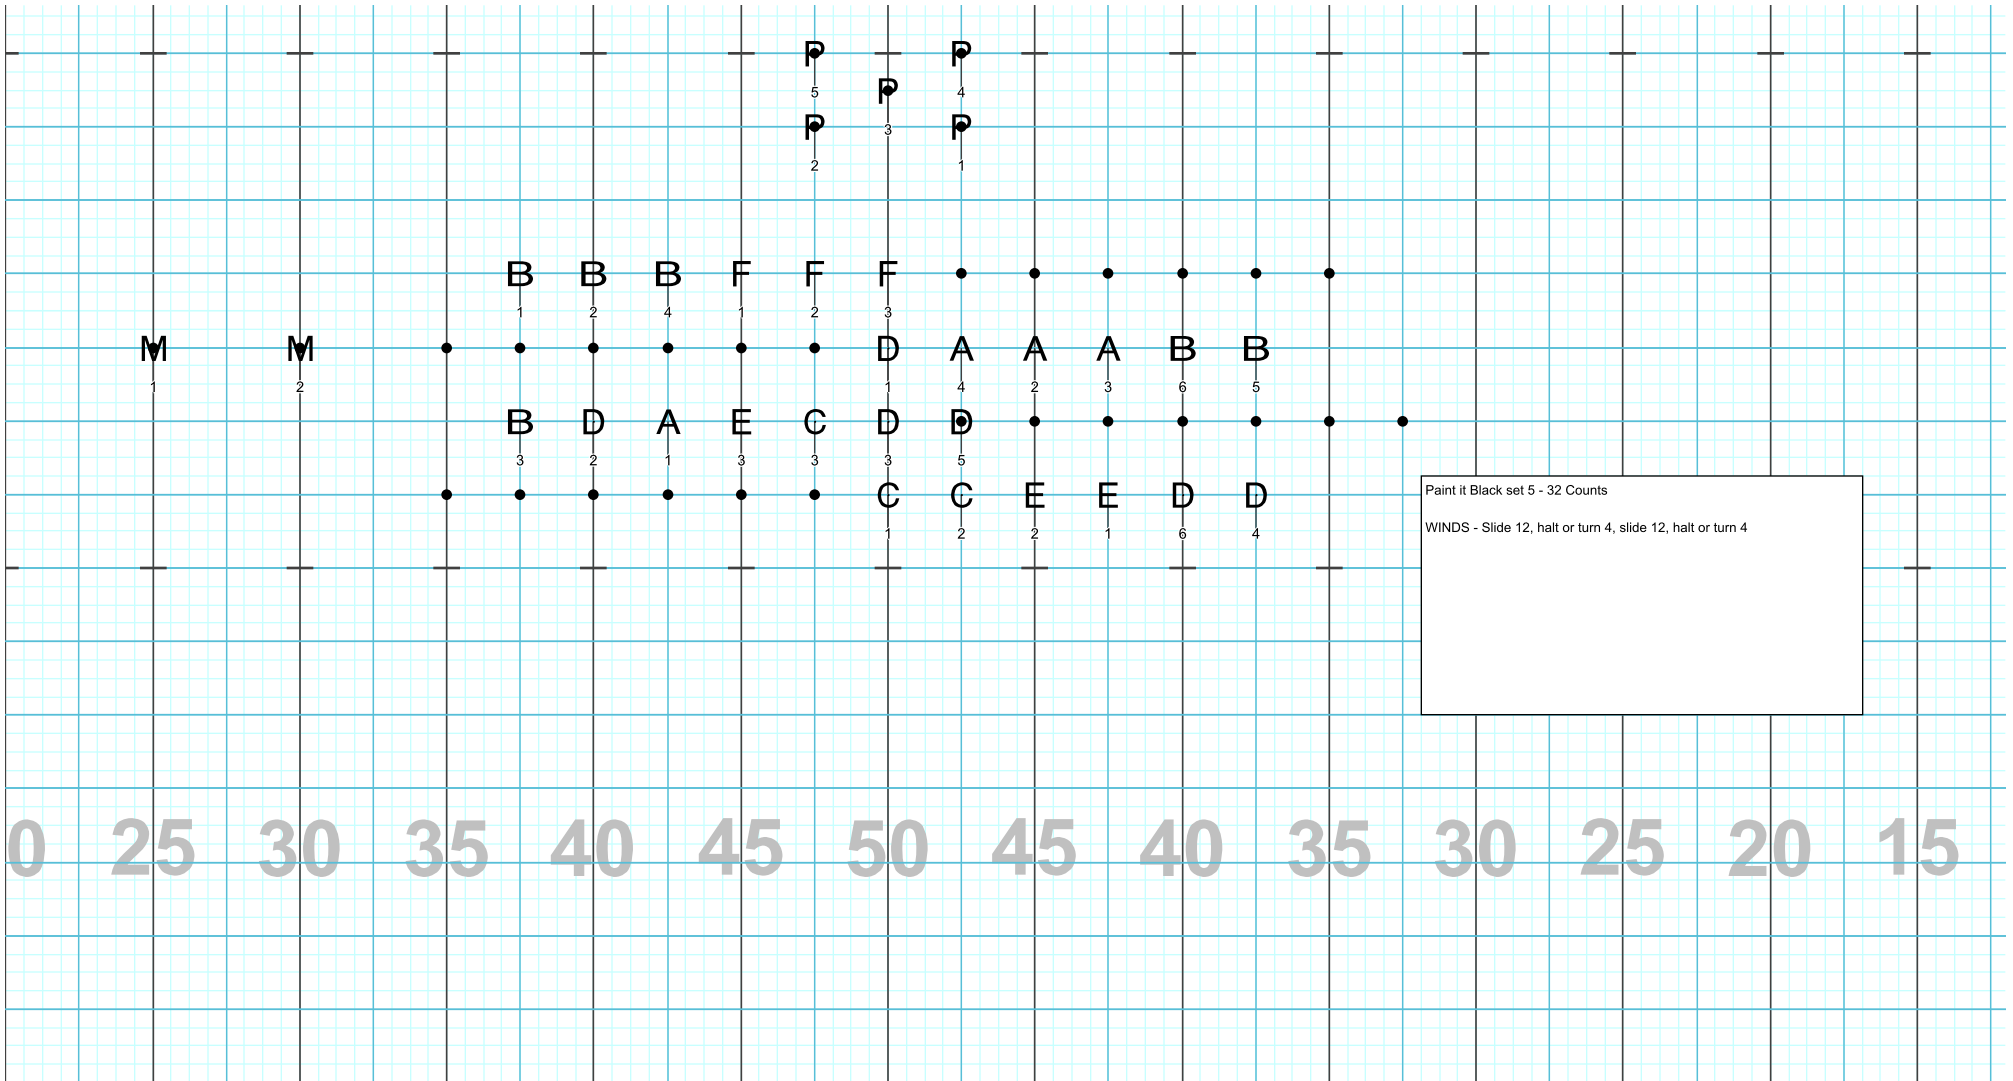 P P
5 4
P
3
P P
2 1
B B B F F F
1 2 4 1 2 3
M M D A A A B B
1 2 1 4 2 3 6 5
B D A E C D D
3 2 1 3 3 3 5
C C E E D D
1 2 2 1 6 4
Paint it Black set 5 - 32 Counts
WINDS - Slide 12, halt or turn 4, slide 12, halt or turn 4
0 25 30 35 40 45 50 45 40 35 30 25 20 15